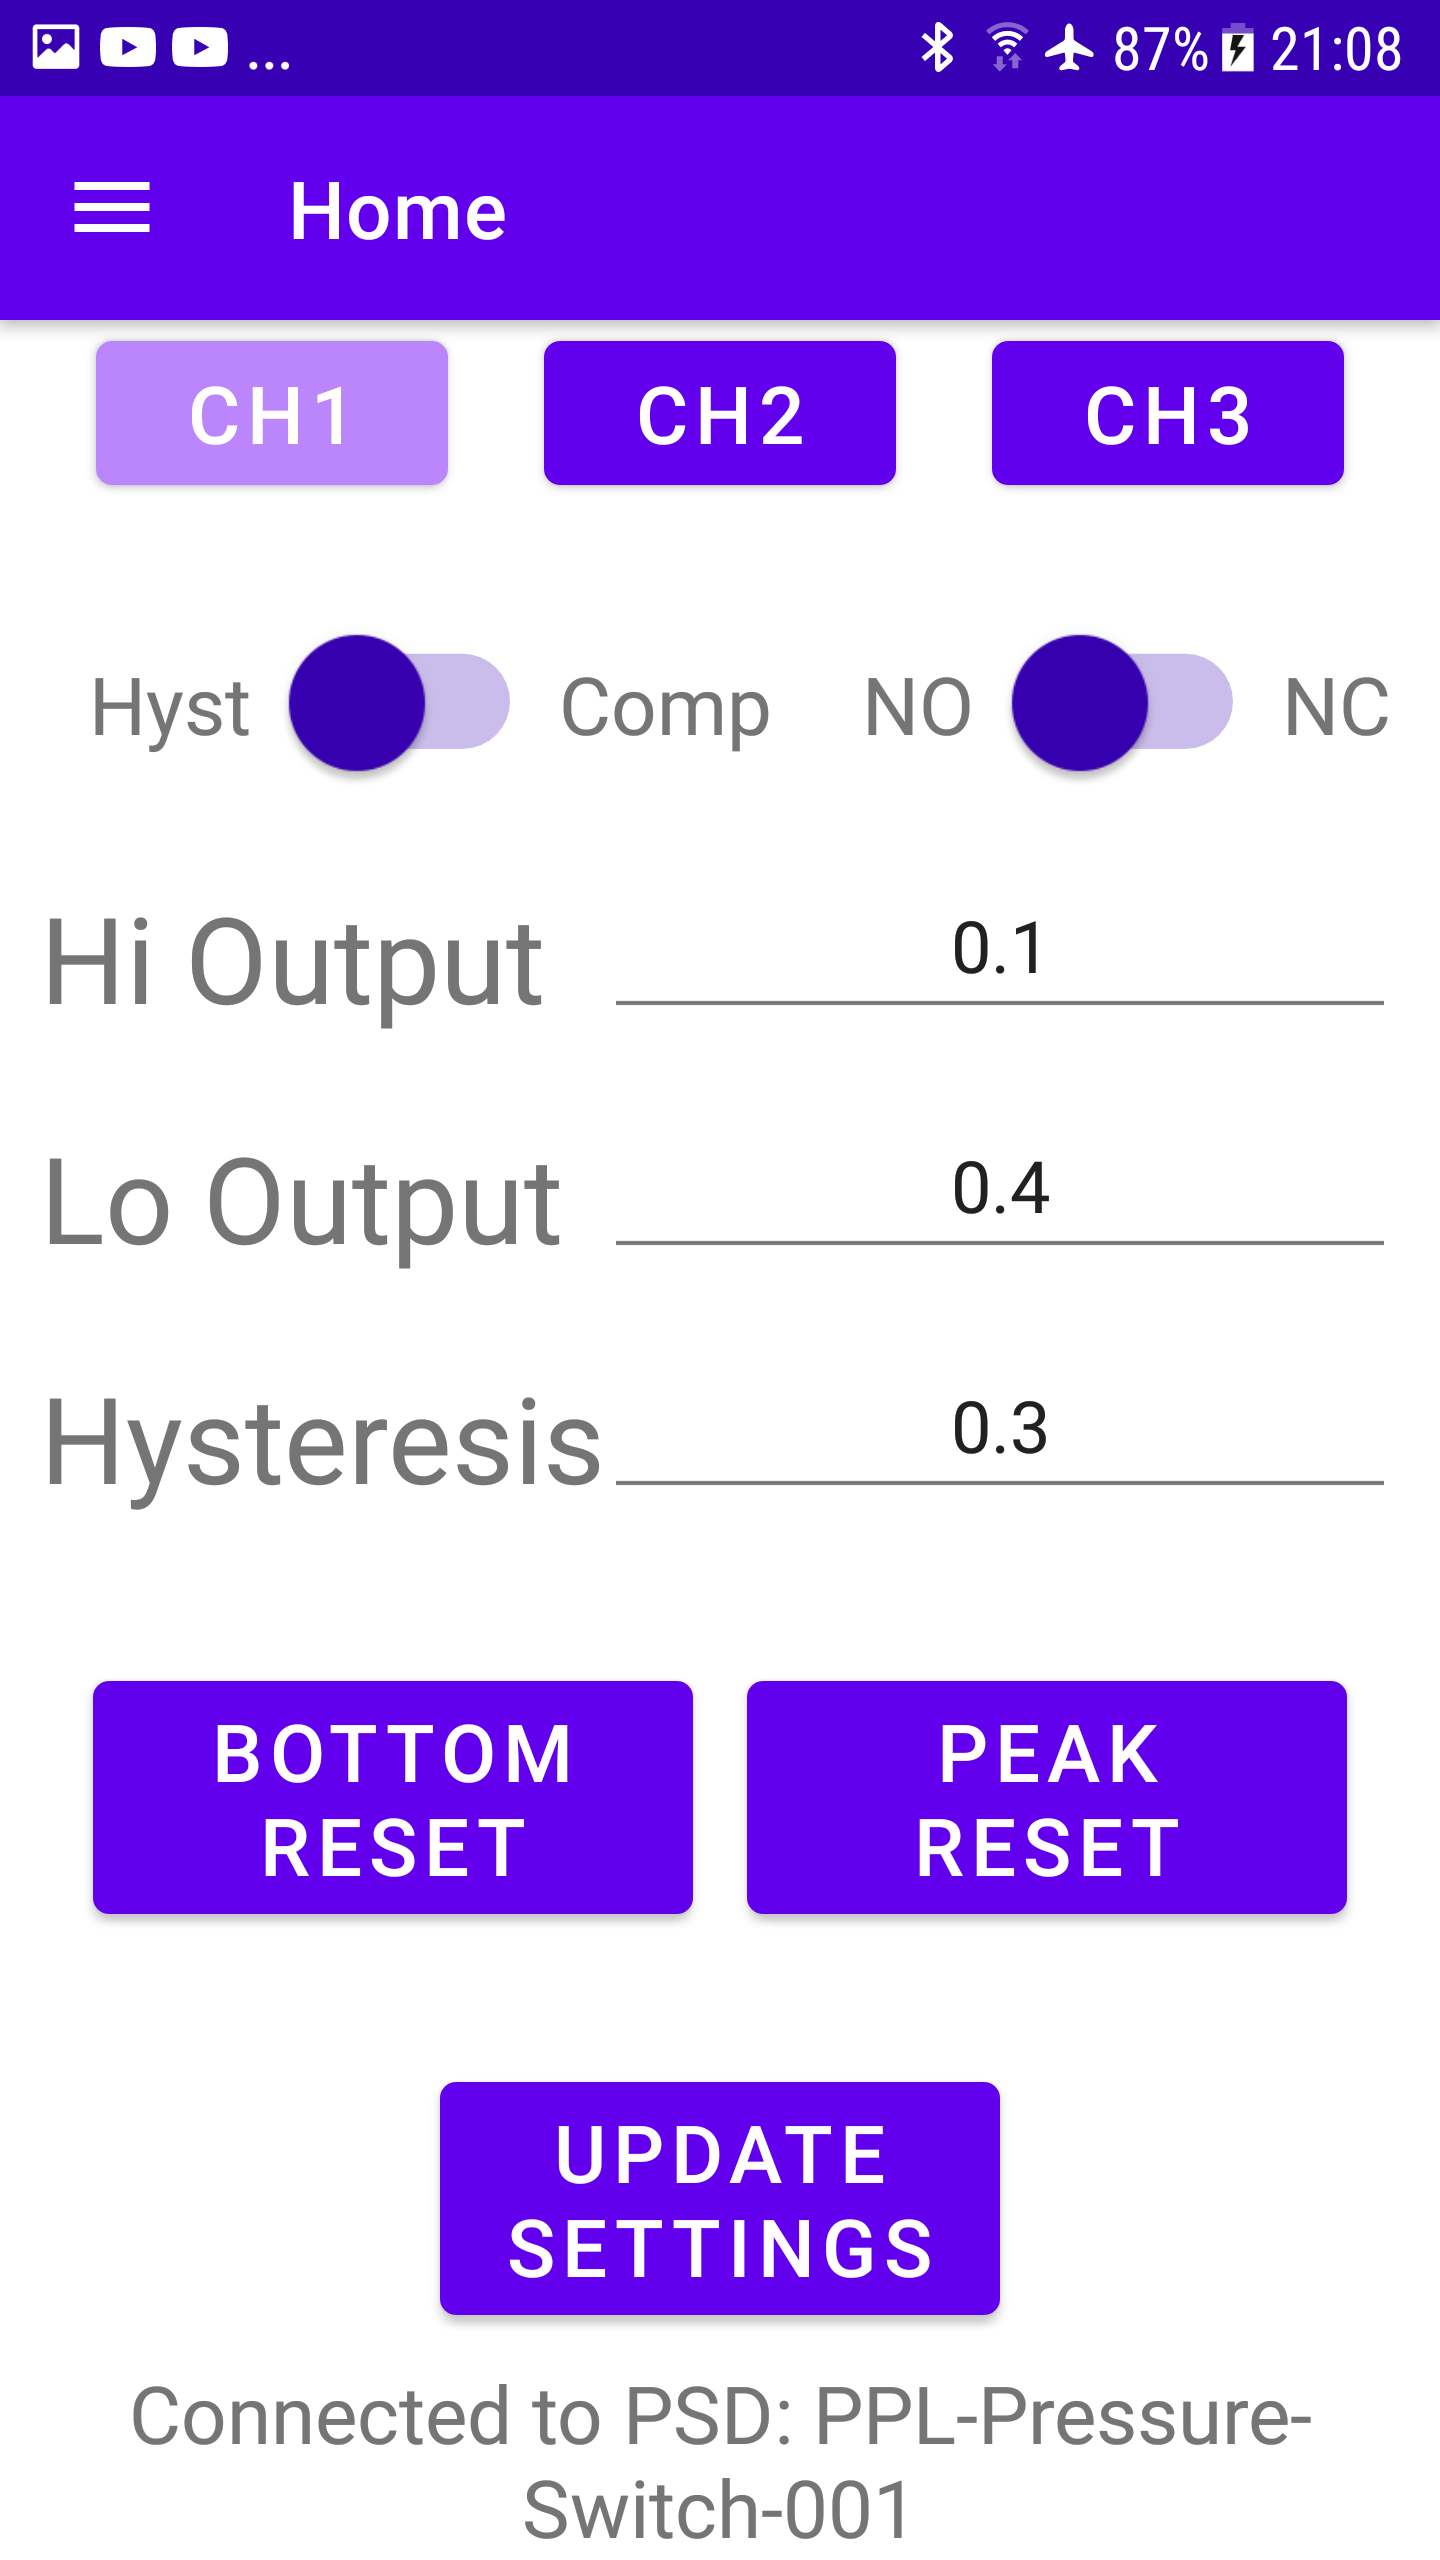 ... 87% 21:08
Home
CH1 CH2 CH3
Hyst Comp NO NC
Hi Output 0.1
Lo Output 0.4
Hysteresis 0.3
BOTTOM PEAK
RESET RESET
UPDATE
SETTINGS
Connected to PSD: PPL-Pressure-
Switch-001